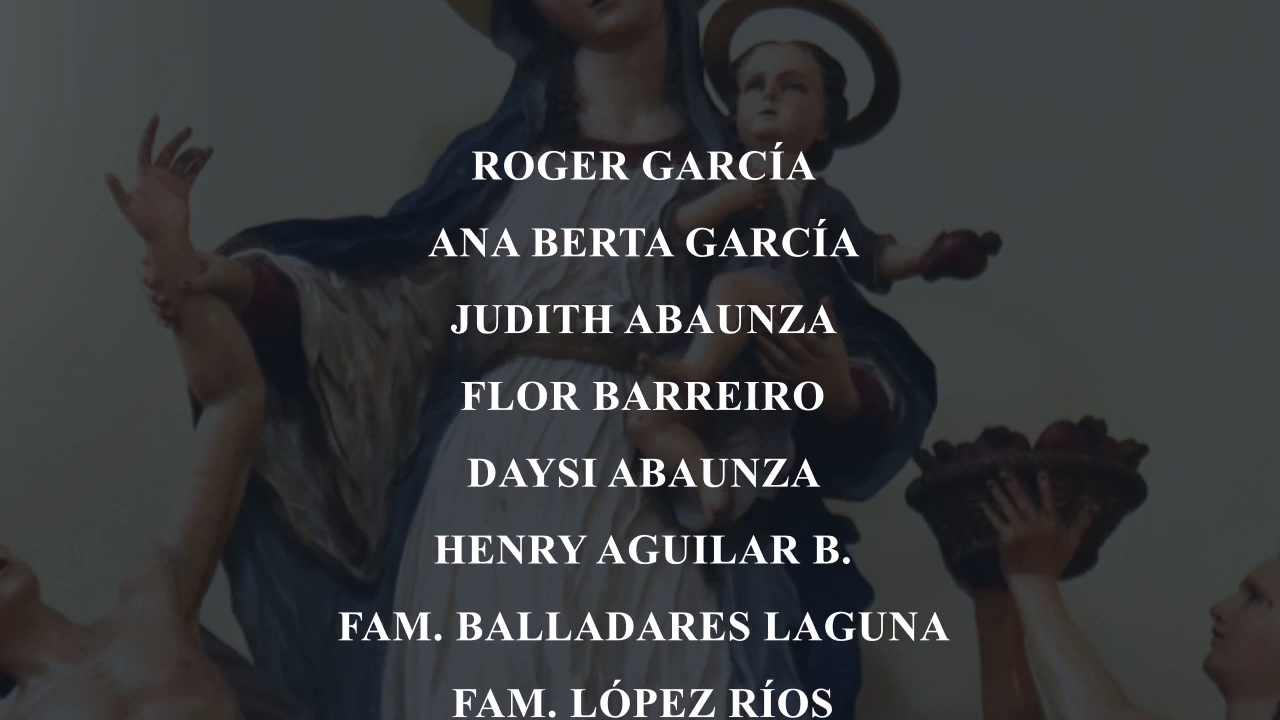 ROGER GARCÍA
ANA BERTA GARCÍA
JUDITH ABAUNZA
FLOR BARREIRO
DAYSI ABAUNZA
HENRY AGUILAR B.
FAM. BALLADARES LAGUNA
FAM. LÓPEZ RÍOS